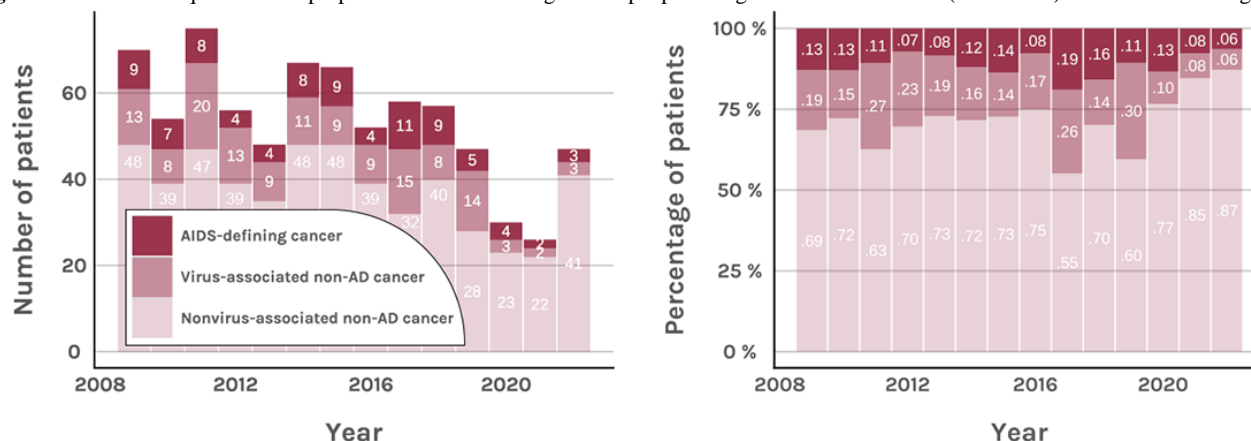 Number of patients
60
40
20
0
9 7 8 4 4 8 9 4 11 9 5 4 2 3
13 8 20 13 9 11 9 9 15 8 14 3 2 3
48 39 47 39 48 48 39 32 40 28 23 22 41
AIDS-defining cancer
Virus-associated non-AD cancer
Nonvirus-associated non-AD cancer
2008 2012 2016 2020
Year
Percentage of patients
100 %
75 %
50 %
25 %
0 %
.13 .13 .11 .07 .08 .12 .14 .08 .19 .16 .11 .13 .08 .06
.19 .15 .27 .23 .19 .16 .14 .17 .26 .14 .30 .10 .08 .06
.69 .72 .63 .70 .73 .72 .73 .75 .55 .70 .60 .77 .85 .87
2008 2012 2016 2020
Year